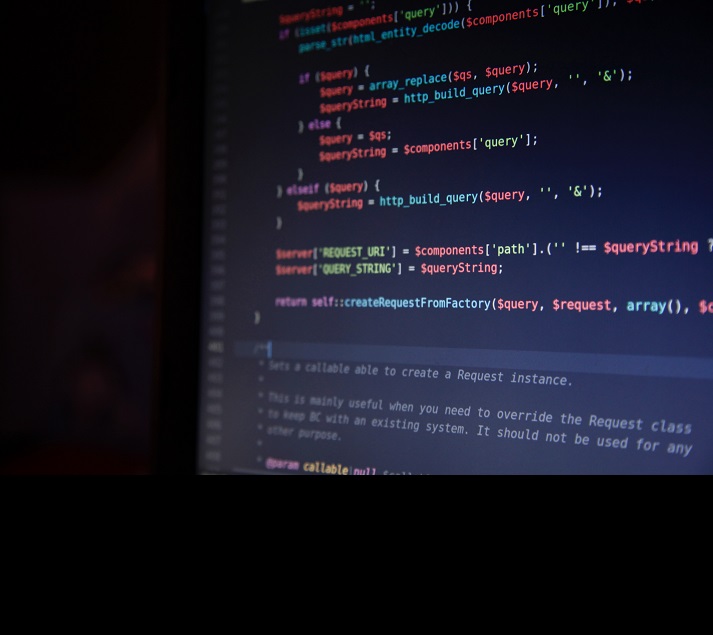 $queryString = '';
if (isset($components['query'])) {
parse_str(html_entity_decode($components['query']),
if ($query) {
$query = array_replace($qs, $query);
$queryString = http_build_query($query, '', '&');
} else {
$query = $qs;
$queryString = $components['query'];
}
} elseif ($query) {
$queryString = http_build_query($query, '', '&');
}
$server['REQUEST_URI'] = $components['path'].('' !== $queryString ?
$server['QUERY_STRING'] = $queryString;
return self::createRequestFromFactory($query, $request, array(), $c
}
/**
* Sets a callable able to create a Request instance.
*
* This is mainly useful when you need to override the Request class
* to keep BC with an existing system. It should not be used for any
* other purpose.
*
* @param callable|null